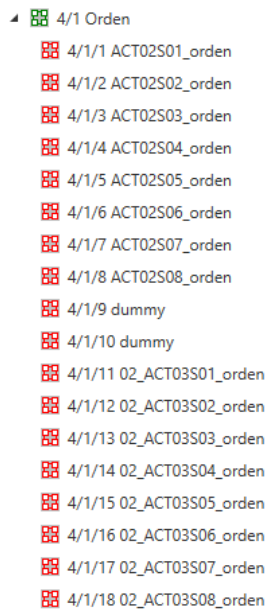 4/1 Orden
4/1/1 ACT02S01_orden
4/1/2 ACT02S02_orden
4/1/3 ACT02S03_orden
4/1/4 ACT02S04_orden
4/1/5 ACT02S05_orden
4/1/6 ACT02S06_orden
4/1/7 ACT02S07_orden
4/1/8 ACT02S08_orden
4/1/9 dummy
4/1/10 dummy
4/1/11 02_ACT03S01_orden
4/1/12 02_ACT03S02_orden
4/1/13 02_ACT03S03_orden
4/1/14 02_ACT03S04_orden
4/1/15 02_ACT03S05_orden
4/1/16 02_ACT03S06_orden
4/1/17 02_ACT03S07_orden
4/1/18 02_ACT03S08_orden